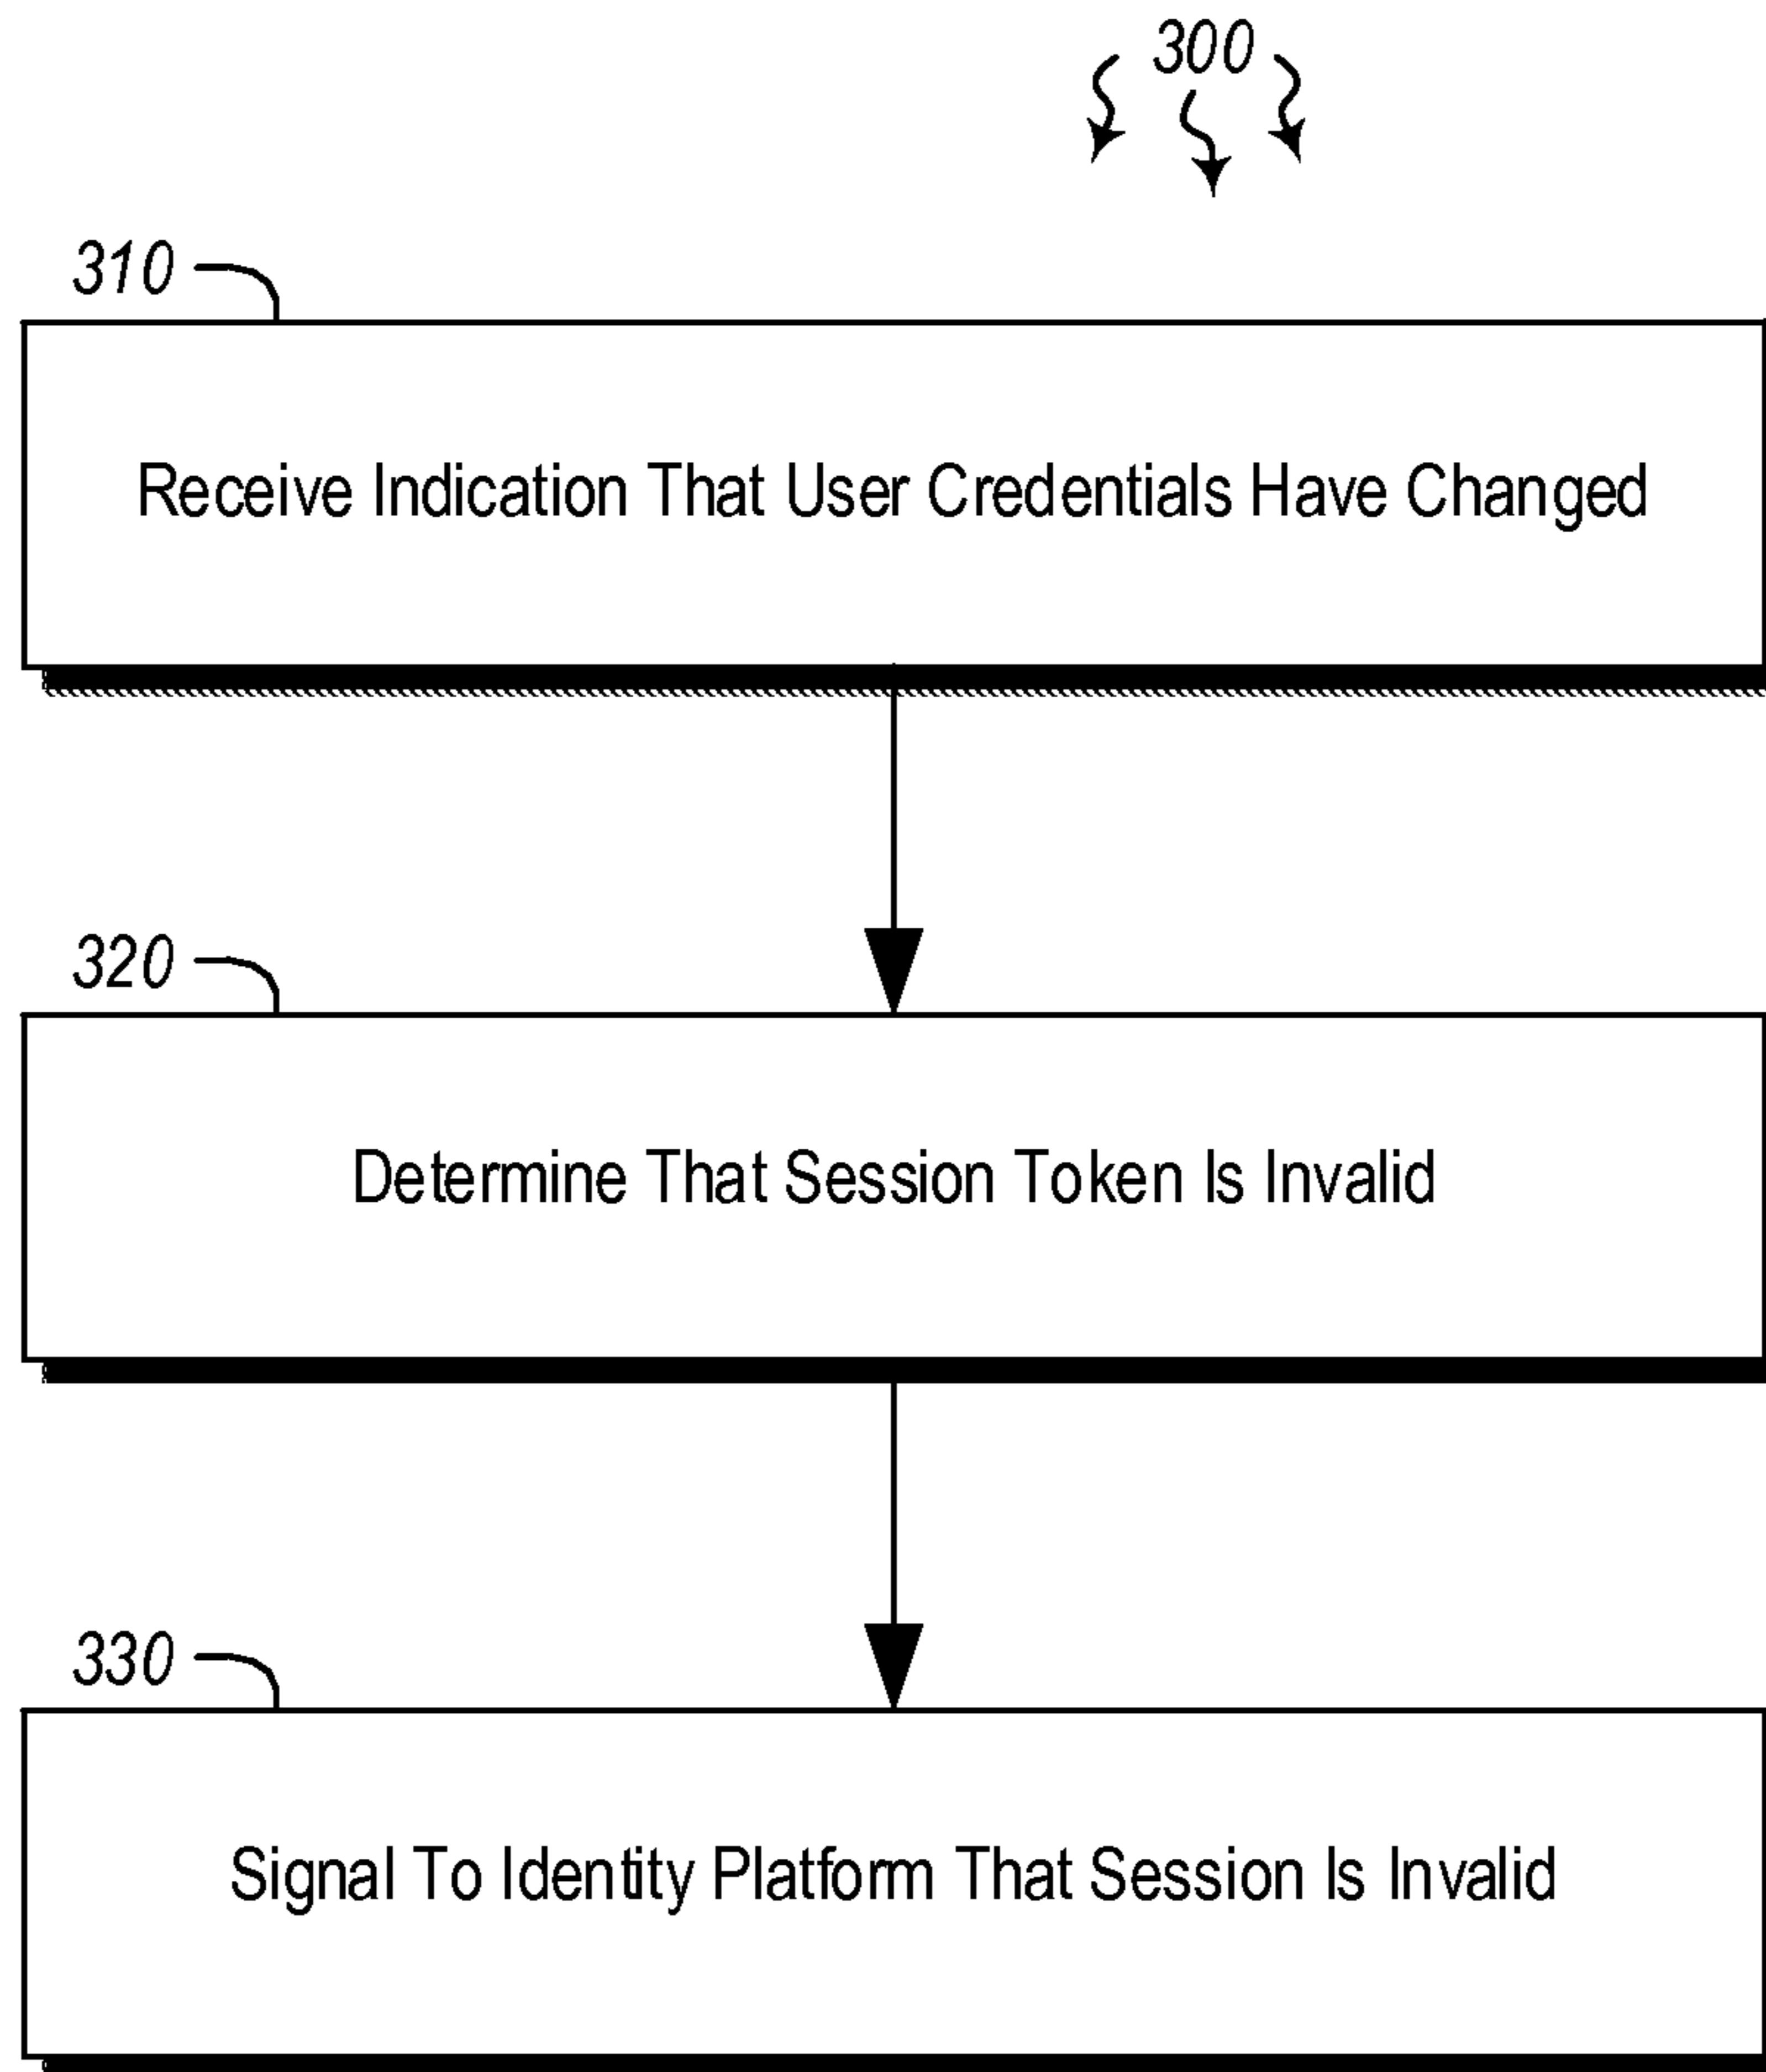 300
310
Receive Indication That User Credentials Have Changed
320
Determine That Session Token Is Invalid
330
Signal To Identity Platform That Session Is Invalid